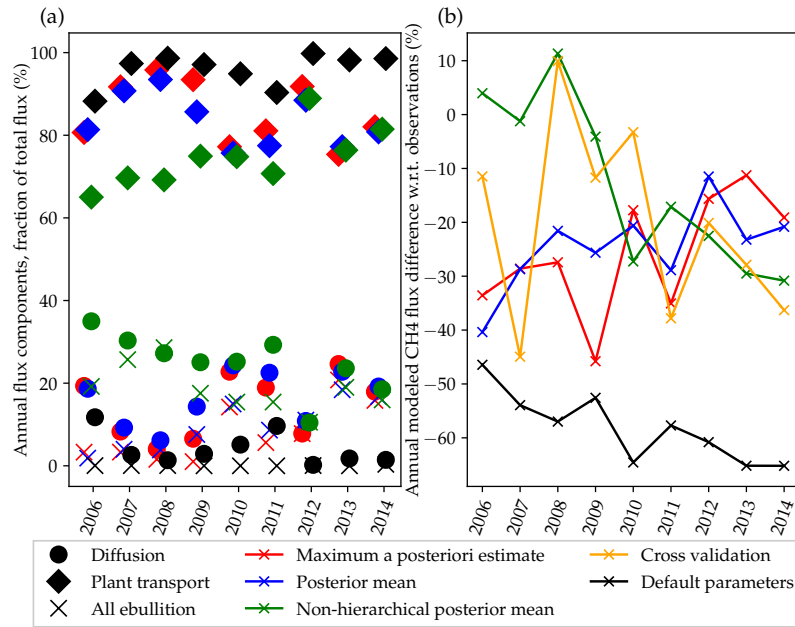 (a)
(b)
Annual flux components, fraction of total flux (%)
100
80
60
40
20
0
2006
2007
2008
2009
2010
2011
2012
2013
2014
Annual modeled CH4 flux difference w.r.t. observations (%)
10
0
−10
−20
−30
−40
−50
−60
2006
2007
2008
2009
2010
2011
2012
2013
2014
Diffusion
Plant transport
All ebullition
Maximum a posteriori estimate
Posterior mean
Non-hierarchical posterior mean
Cross validation
Default parameters